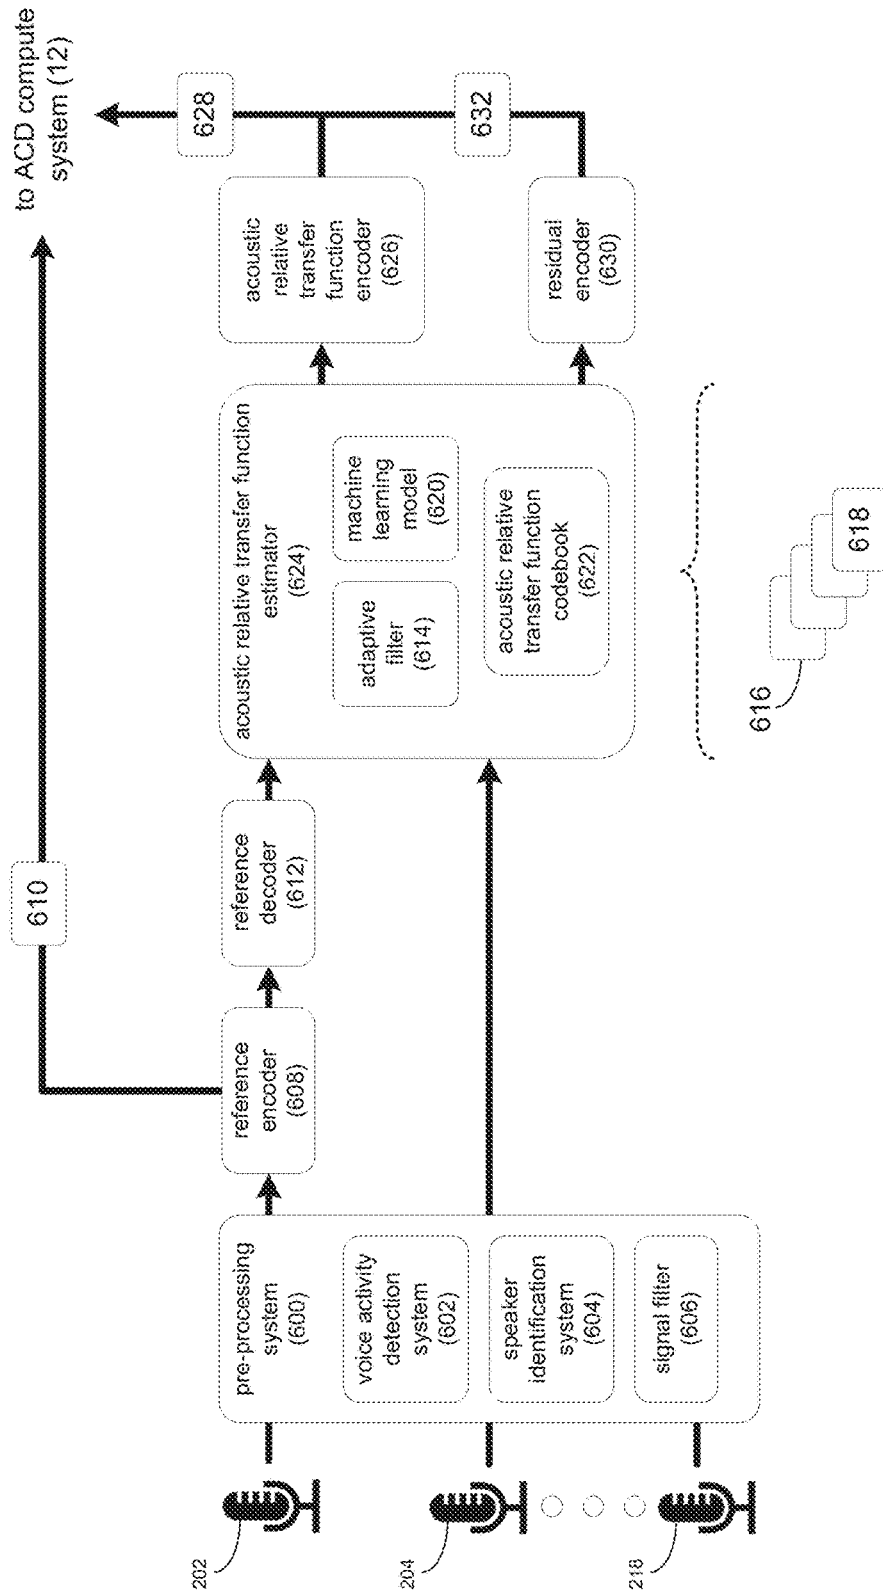 202
204
218
pre-processing
system
(600)
voice activity
detection
system
(602)
speaker
identification
system
(604)
signal filter
(606)
reference
encoder
(608)
610
reference
decoder
(612)
acoustic relative transfer function
estimator
(624)
adaptive
filter
(614)
machine
learning
model
(620)
acoustic relative
transfer function
codebook
(622)
616
618
acoustic
relative
transfer
function
encoder
(626)
residual
encoder
(630)
628
632
to ACD compute
system (12)